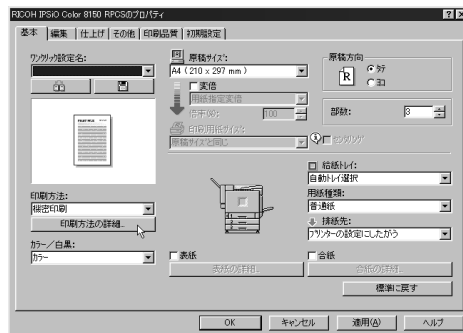 RICOH IPSiO Color 8150 RPCSのプロパティ
基本 編集 仕上げ その他 印刷品質 初期設定
ワンクリック設定名:
原稿サイズ:
A4 (210 x 297 mm)
変倍
用紙指定変倍
倍率(%): 100
印刷用紙サイズ:
原稿サイズと同じ
原稿方向
タテ
ヨコ
部数: 3
給紙トレイ:
自動トレイ選択
用紙種類:
普通紙
排紙先:
プリンターの設定にしたがう
印刷方法:
機密印刷
印刷方法の詳細...
カラー/白黒:
カラー
表紙
表紙の詳細...
合紙
合紙の詳細...
標準に戻す
OK キャンセル 適用(A) ヘルプ